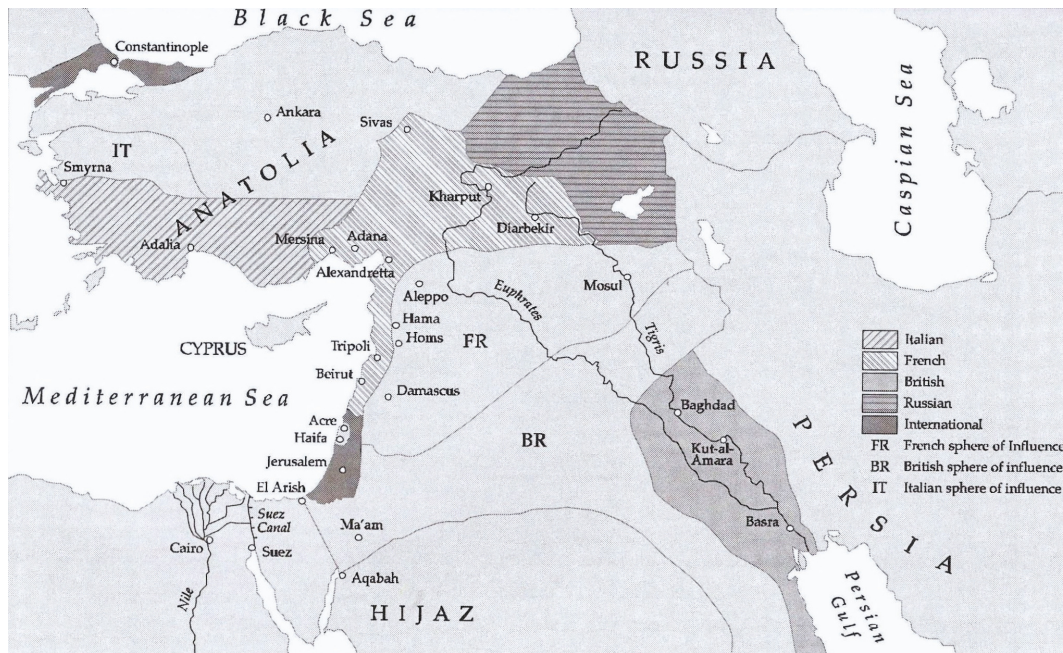 Black Sea
Constantinople
RUSSIA
Caspian Sea
Ankara
Sivas
IT
Smyrna
ANATOLIA
Kharput
Diarbekir
Adalia
Mersina
Adana
Alexandretta
Mosul
Aleppo
Euphrates
Tigris
Hama
Homs
FR
CYPRUS
Tripoli
Beirut
Damascus
Mediterranean Sea
Acre
Haifa
BR
Baghdad
Kut-al-
Amara
Jerusalem
El Arish
PERSIA
Suez
Canal
Ma'am
Basra
Cairo
Suez
Aqabah
Nile
HIJAZ
Persian
Gulf
Italian
French
British
Russian
International
FR French sphere of Influence
BR British sphere of influence
IT Italian sphere of influence